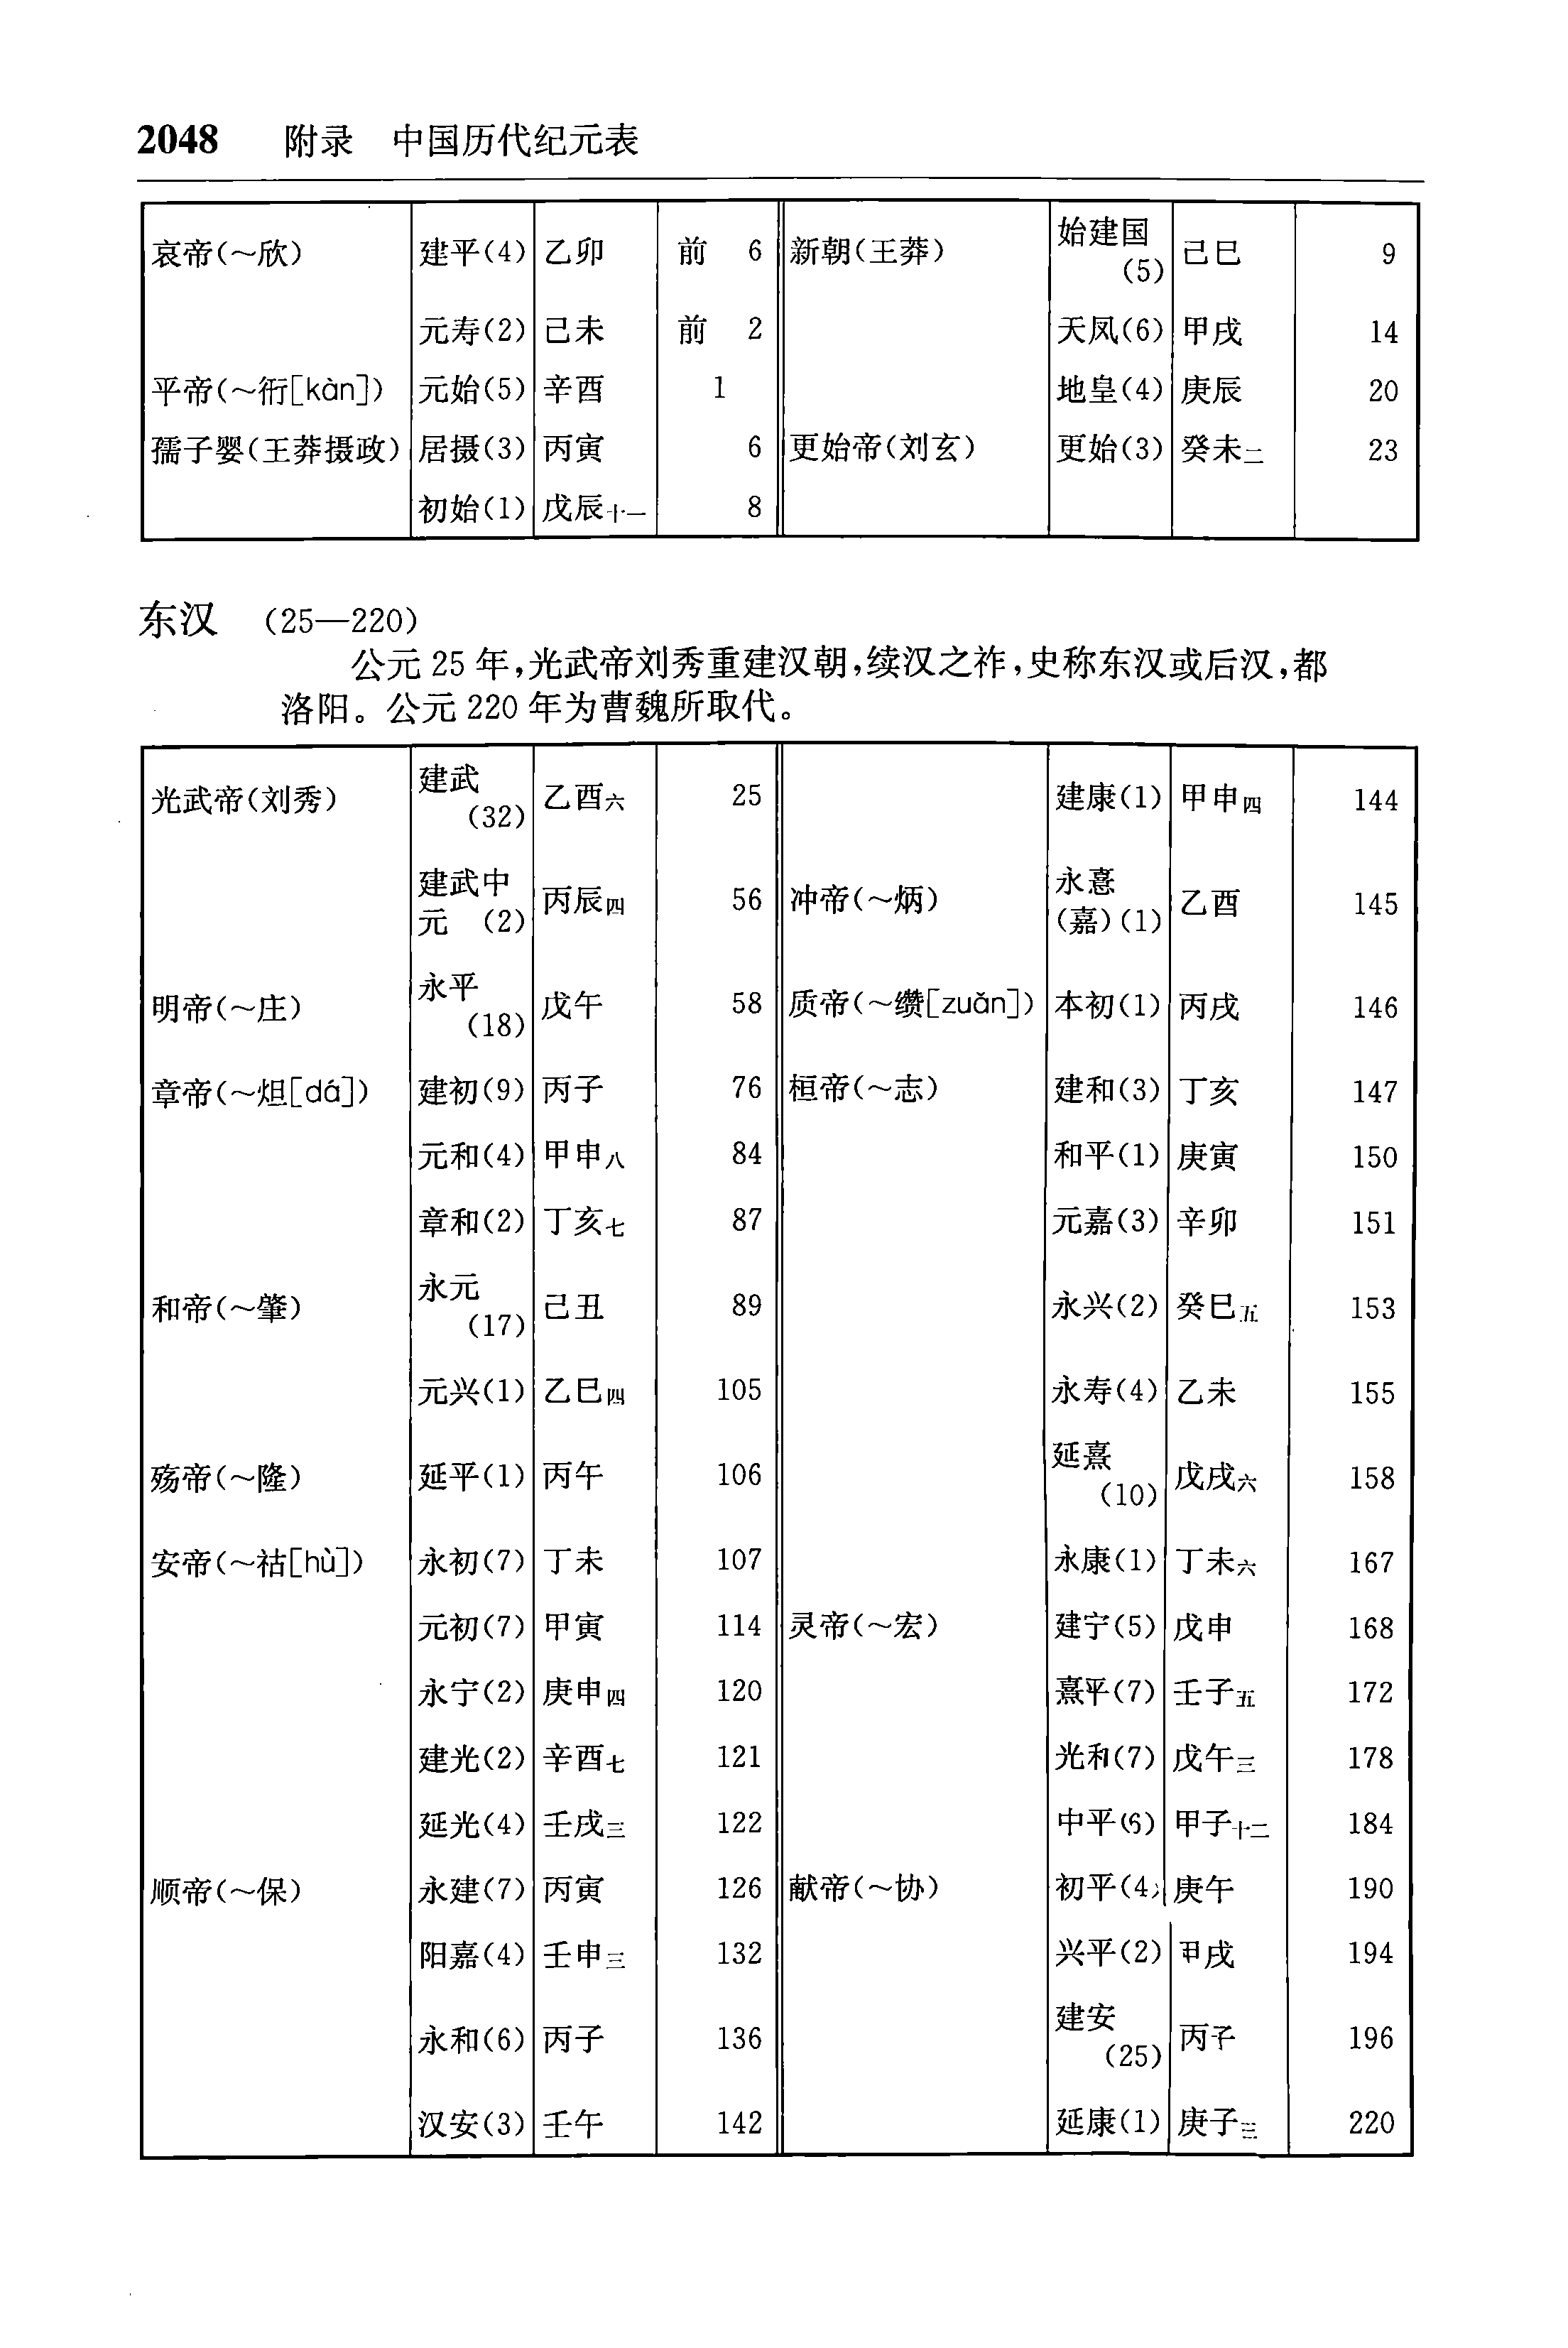 2048 附录 中国历代纪元表
哀帝(～欣) 建平(4) 乙卯 前 6 新朝(王莽) 始建国(5) 己巳 9
元寿(2) 己未 前 2 天凤(6) 甲戌 14
平帝(～衎[kàn]) 元始(5) 辛酉 1 地皇(4) 庚辰 20
孺子婴(王莽摄政) 居摄(3) 丙寅 6 更始帝(刘玄) 更始(3) 癸未二 23
初始(1) 戊辰十一 8
东汉 (25—220)
公元 25 年,光武帝刘秀重建汉朝,续汉之祚,史称东汉或后汉,都
洛阳。公元 220 年为曹魏所取代。
光武帝(刘秀) 建武(32) 乙酉六 25 建康(1) 甲申四 144
建武中元 (2) 丙辰四 56 冲帝(～炳) 永憙(嘉)(1) 乙酉 145
明帝(～庄) 永平(18) 戊午 58 质帝(～缵[zuǎn]) 本初(1) 丙戌 146
章帝(～炟[dá]) 建初(9) 丙子 76 桓帝(～志) 建和(3) 丁亥 147
元和(4) 甲申八 84 和平(1) 庚寅 150
章和(2) 丁亥七 87 元嘉(3) 辛卯 151
和帝(～肇) 永元(17) 己丑 89 永兴(2) 癸巳五 153
元兴(1) 乙巳四 105 永寿(4) 乙未 155
殇帝(～隆) 延平(1) 丙午 106 延熹(10) 戊戌六 158
安帝(～祜[hù]) 永初(7) 丁未 107 永康(1) 丁未六 167
元初(7) 甲寅 114 灵帝(～宏) 建宁(5) 戊申 168
永宁(2) 庚申四 120 熹平(7) 壬子五 172
建光(2) 辛酉七 121 光和(7) 戊午三 178
延光(4) 壬戌三 122 中平(6) 甲子十二 184
顺帝(～保) 永建(7) 丙寅 126 献帝(～协) 初平(4) 庚午 190
阳嘉(4) 壬申三 132 兴平(2) 甲戌 194
永和(6) 丙子 136 建安(25) 丙子 196
汉安(3) 壬午 142 延康(1) 庚子三 220